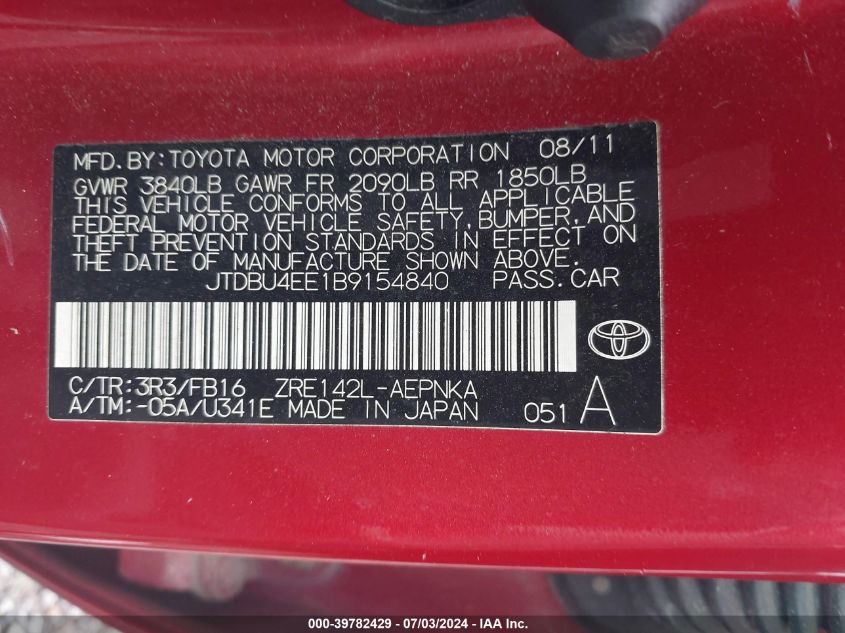 MFD.BY:TOYOTA MOTOR CORPORATION 08/11
GVWR 3840LB GAWR FR 2090LB RR 1850LB
THIS VEHICLE CONFORMS TO ALL APPLICABLE
FEDERAL MOTOR VEHICLE SAFETY,BUMPER,AND
THEFT PREVENTION STANDARDS IN EFFECT ON
THE DATE OF MANUFACTURE SHOWN ABOVE.
JTDBU4EE1B9154840 PASS.CAR
C/TR:3R3/FB16 ZRE142L-AEPNKA
A/TM:-05A/U341E MADE IN JAPAN 051 A
000-39782429 - 07/03/2024 - IAA Inc.